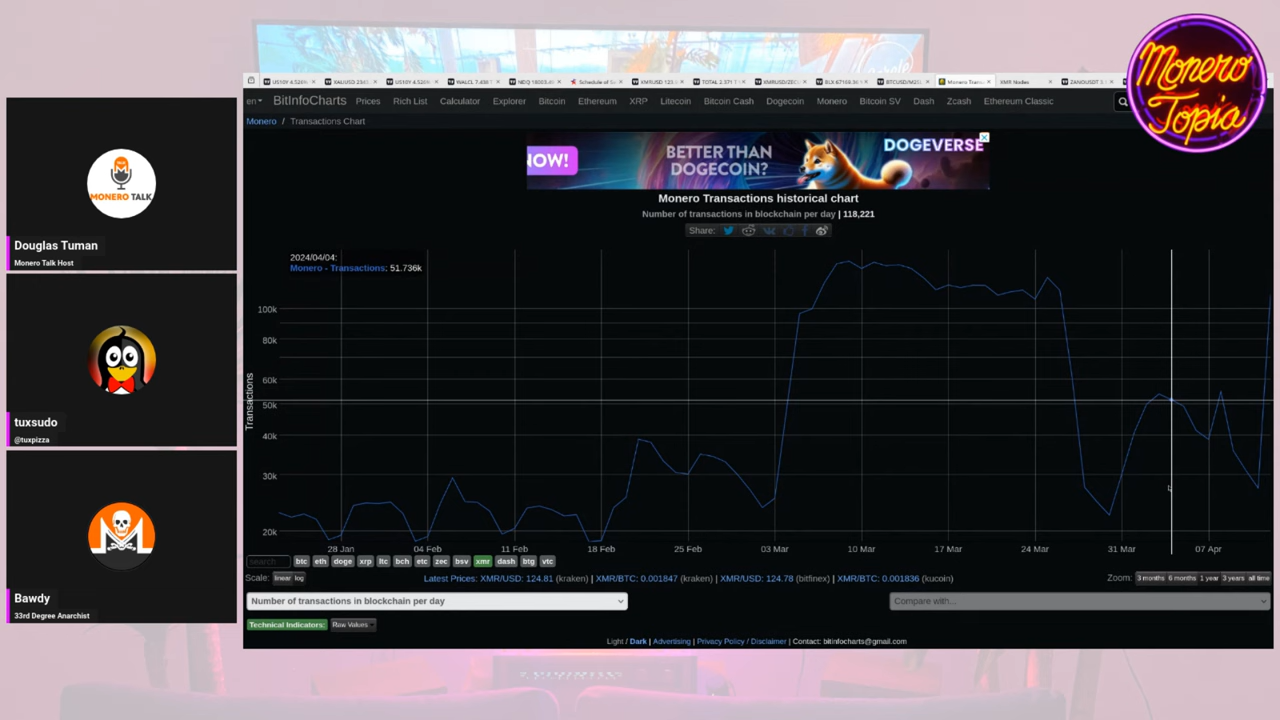 Monero
Topia
MONERO TALK
Douglas Tuman
Monero Talk Host
tuxsudo
@tuxpizza
Bawdy
33rd Degree Anarchist
en BitInfoCharts Prices Rich List Calculator Explorer Bitcoin Ethereum XRP Litecoin Bitcoin Cash Dogecoin Monero Bitcoin SV Dash Zcash Ethereum Classic
Monero / Transactions Chart
NOW! BETTER THAN DOGECOIN? DOGEVERSE
Monero Transactions historical chart
Number of transactions in blockchain per day | 118,221
Share:
2024/04/04:
Monero - Transactions: 51.736k
Transactions
100k
80k
60k
50k
40k
30k
20k
28 Jan 04 Feb 11 Feb 18 Feb 25 Feb 03 Mar 10 Mar 17 Mar 24 Mar 31 Mar 07 Apr
search btc eth doge xrp ltc bch etc zec bsv xmr dash btg vtc
Scale: linear log Latest Prices: XMR/USD: 124.81 (kraken) | XMR/BTC: 0.001847 (kraken) | XMR/USD: 124.78 (bitfinex) | XMR/BTC: 0.001836 (kucoin) Zoom: 3 months 6 months 1 year 3 years all time
Number of transactions in blockchain per day Compare with...
Technical Indicators: Raw Values
Light / Dark | Advertising | Privacy Policy / Disclaimer | Contact: bitinfocharts@gmail.com